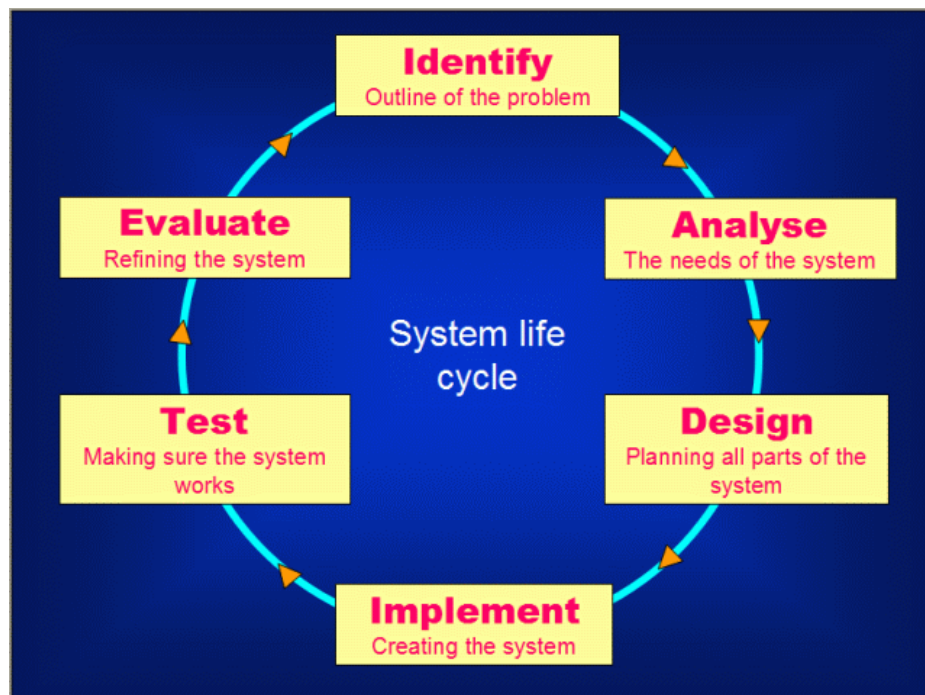 Identify
Outline of the problem
Analyse
The needs of the system
Design
Planning all parts of the
system
Implement
Creating the system
Test
Making sure the system
works
Evaluate
Refining the system
System life
cycle